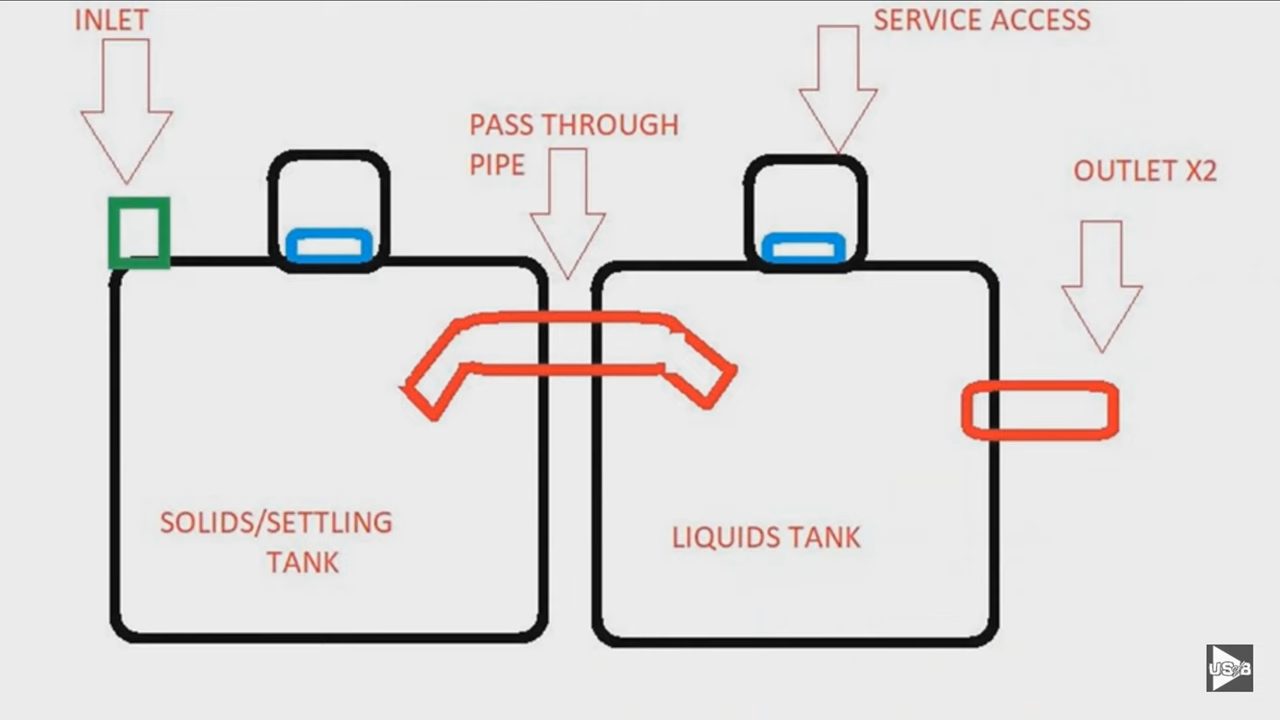 INLET
SERVICE ACCESS
PASS THROUGH
PIPE
OUTLET X2
SOLIDS/SETTLING
TANK
LIQUIDS TANK